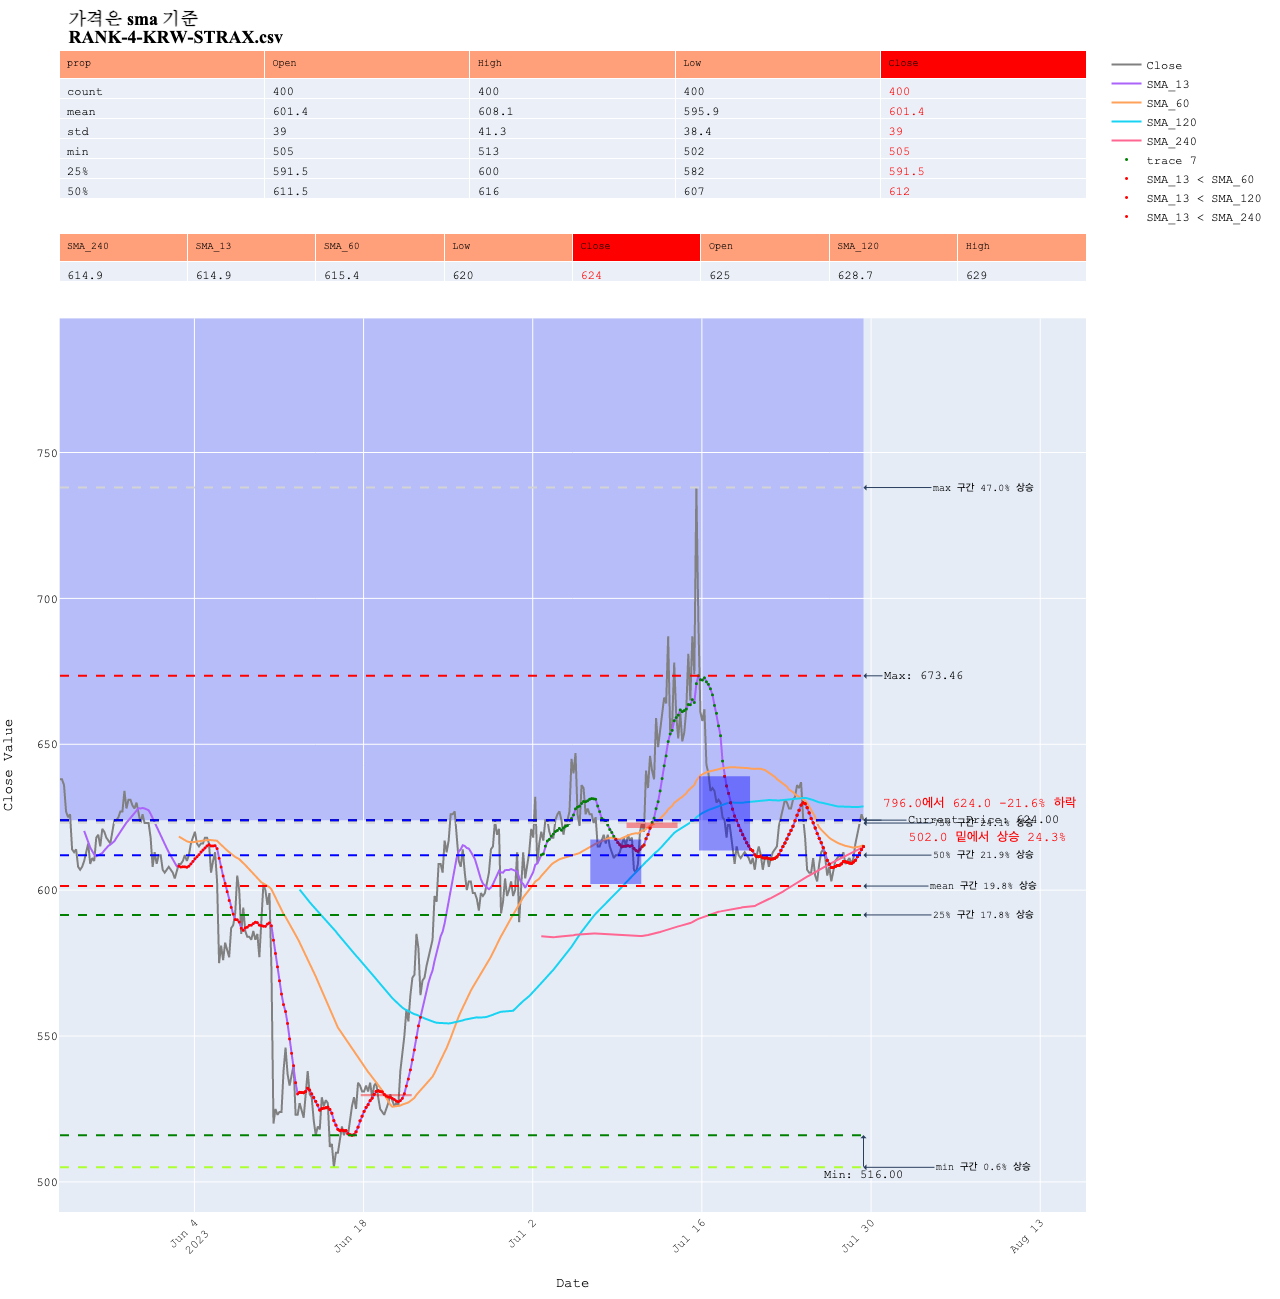 가격은 sma 기준
RANK-4-KRW-STRAX.csv
prop Open High Low Close
count 400 400 400 400
mean 601.4 608.1 595.9 601.4
std 39 41.3 38.4 39
min 505 513 502 505
25% 591.5 600 582 591.5
50% 611.5 616 607 612
SMA_240 SMA_13 SMA_60 Low Close Open SMA_120 High
614.9 614.9 615.4 620 624 625 628.7 629
Close
SMA_13
SMA_60
SMA_120
SMA_240
trace 7
SMA_13 < SMA_60
SMA_13 < SMA_120
SMA_13 < SMA_240
Close Value
750
700
650
600
550
500
max 구간 47.0% 상승
Max: 673.46
796.0에서 624.0 -21.6% 하락
Current Price: 624.00
75% 구간 24.1% 상승
502.0 밑에서 상승 24.3%
50% 구간 21.9% 상승
mean 구간 19.8% 상승
25% 구간 17.8% 상승
min 구간 0.6% 상승
Min: 516.00
Jun 4
2023
Jun 18
Jul 2
Jul 16
Jul 30
Aug 13
Date